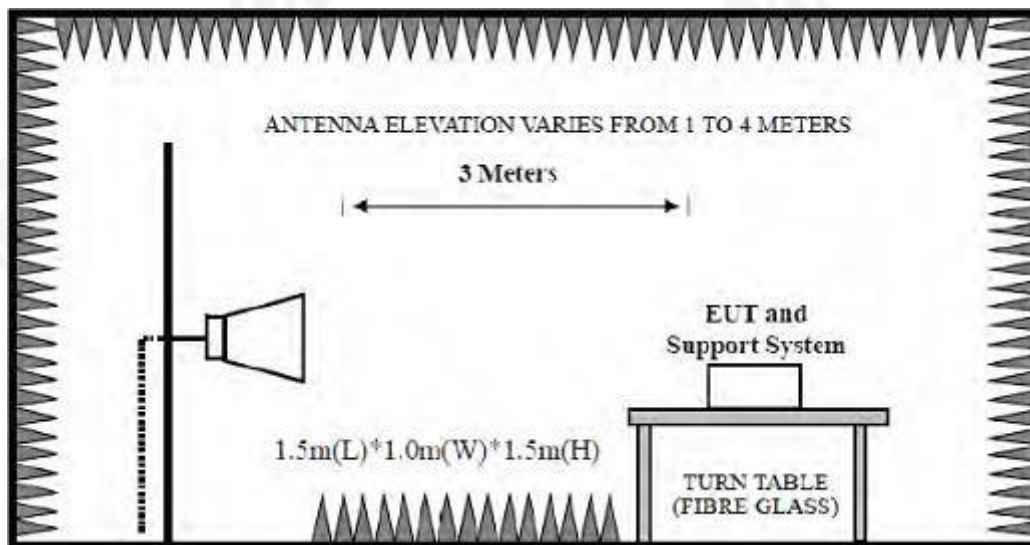 ANTENNA ELEVATION VARIES FROM 1 TO 4 METERS
3 Meters
EUT and
Support System
1.5m(L)*1.0m(W)*1.5m(H)
TURN TABLE
(FIBRE GLASS)